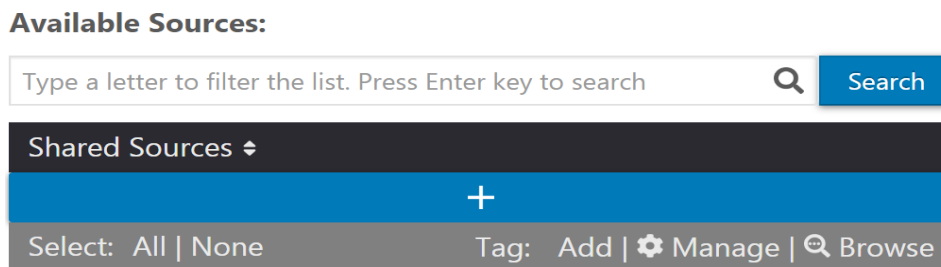 Available Sources:
Type a letter to filter the list. Press Enter key to search Search
Shared Sources
+
Select: All | None Tag: Add | Manage | Browse